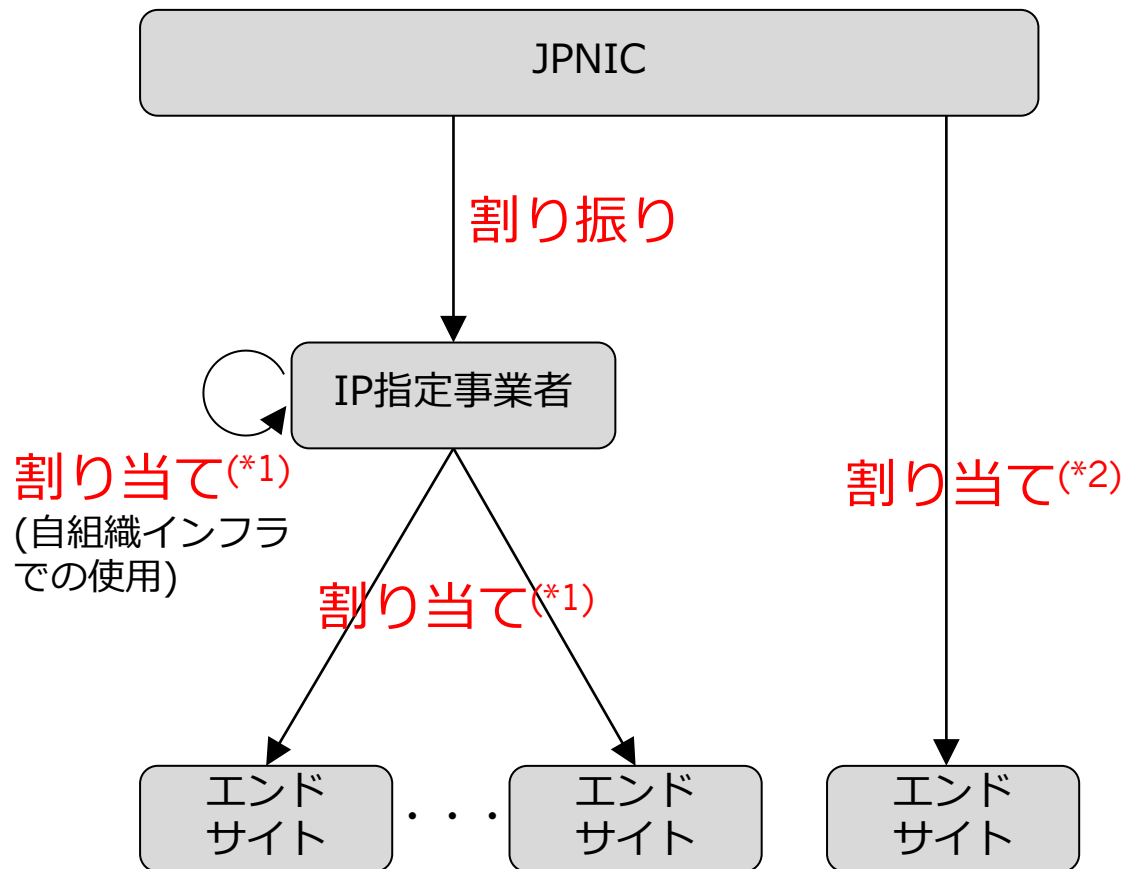 JPNIC
割り振り
IP指定事業者
割り当て(*1)
(自組織インフラ
での使用)
割り当て(*2)
割り当て(*1)
エンド
サイト
・・・
エンド
サイト
エンド
サイト